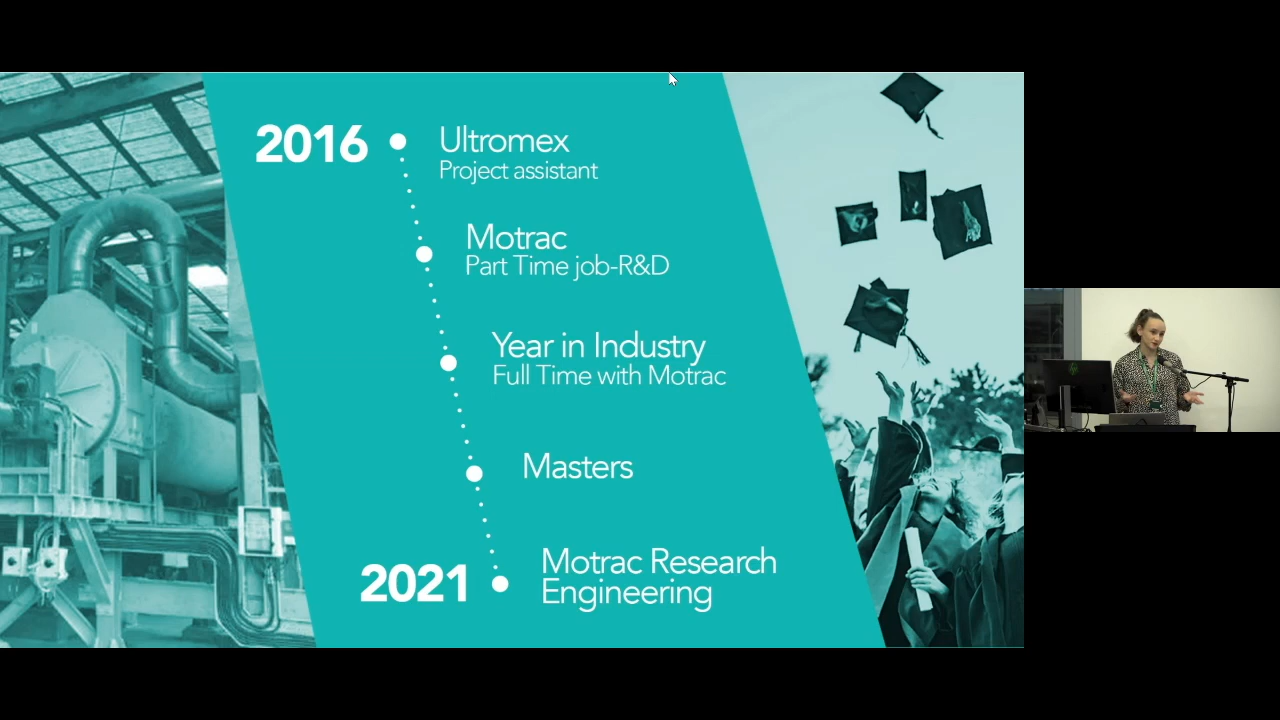 2016
Ultromex
Project assistant
Motrac
Part Time job-R&D
Year in Industry
Full Time with Motrac
Masters
2021
Motrac Research
Engineering